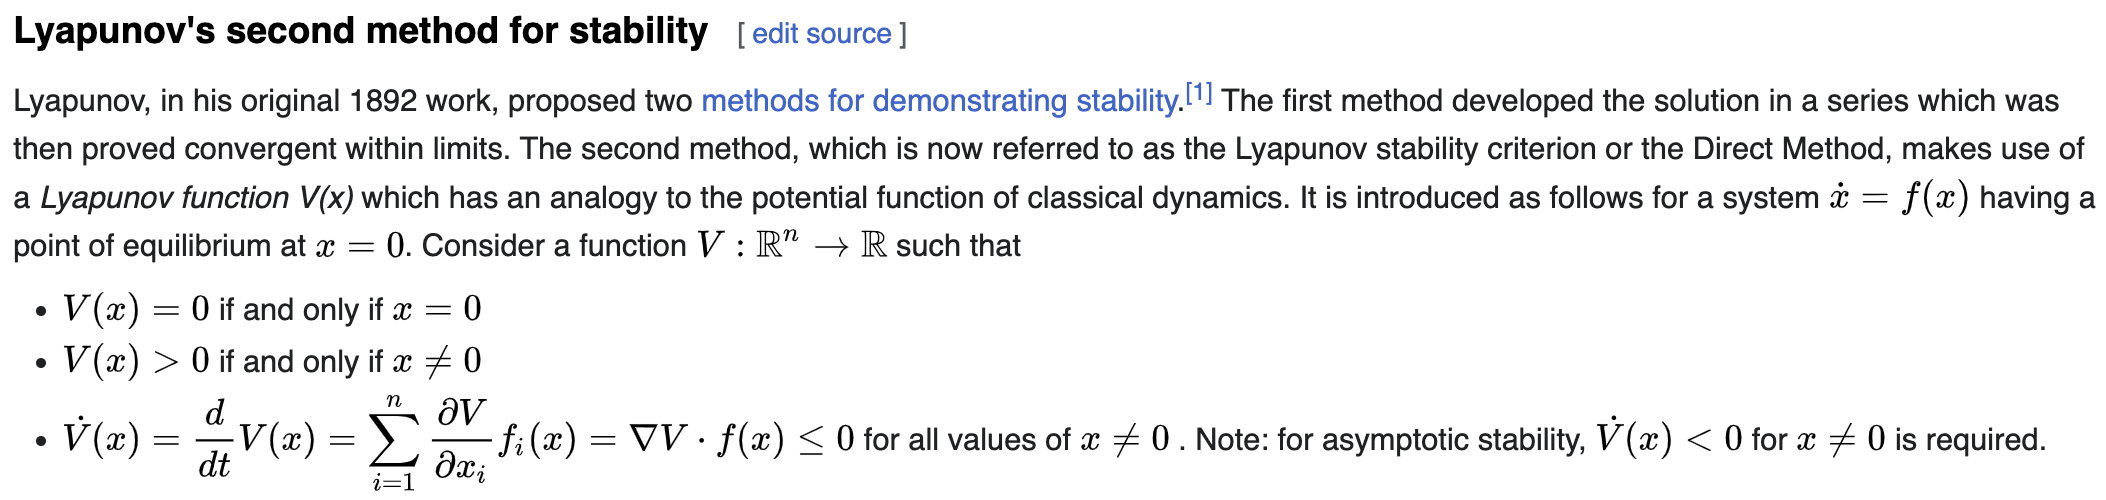 Lyapunov's second method for stability [ edit source ]
Lyapunov, in his original 1892 work, proposed two methods for demonstrating stability.[1] The first method developed the solution in a series which was
then proved convergent within limits. The second method, which is now referred to as the Lyapunov stability criterion or the Direct Method, makes use of
a Lyapunov function V(x) which has an analogy to the potential function of classical dynamics. It is introduced as follows for a system $\dot{x} = f(x)$ having a
point of equilibrium at $x = 0$. Consider a function $V : \mathbb{R}^n \to \mathbb{R}$ such that
• $V(x) = 0$ if and only if $x = 0$
• $V(x) > 0$ if and only if $x \neq 0$
• $\dot{V}(x) = \frac{d}{dt}V(x) = \sum_{i=1}^{n} \frac{\partial V}{\partial x_i} f_i(x) = \nabla V \cdot f(x) \leq 0$ for all values of $x \neq 0$ . Note: for asymptotic stability, $\dot{V}(x) < 0$ for $x \neq 0$ is required.